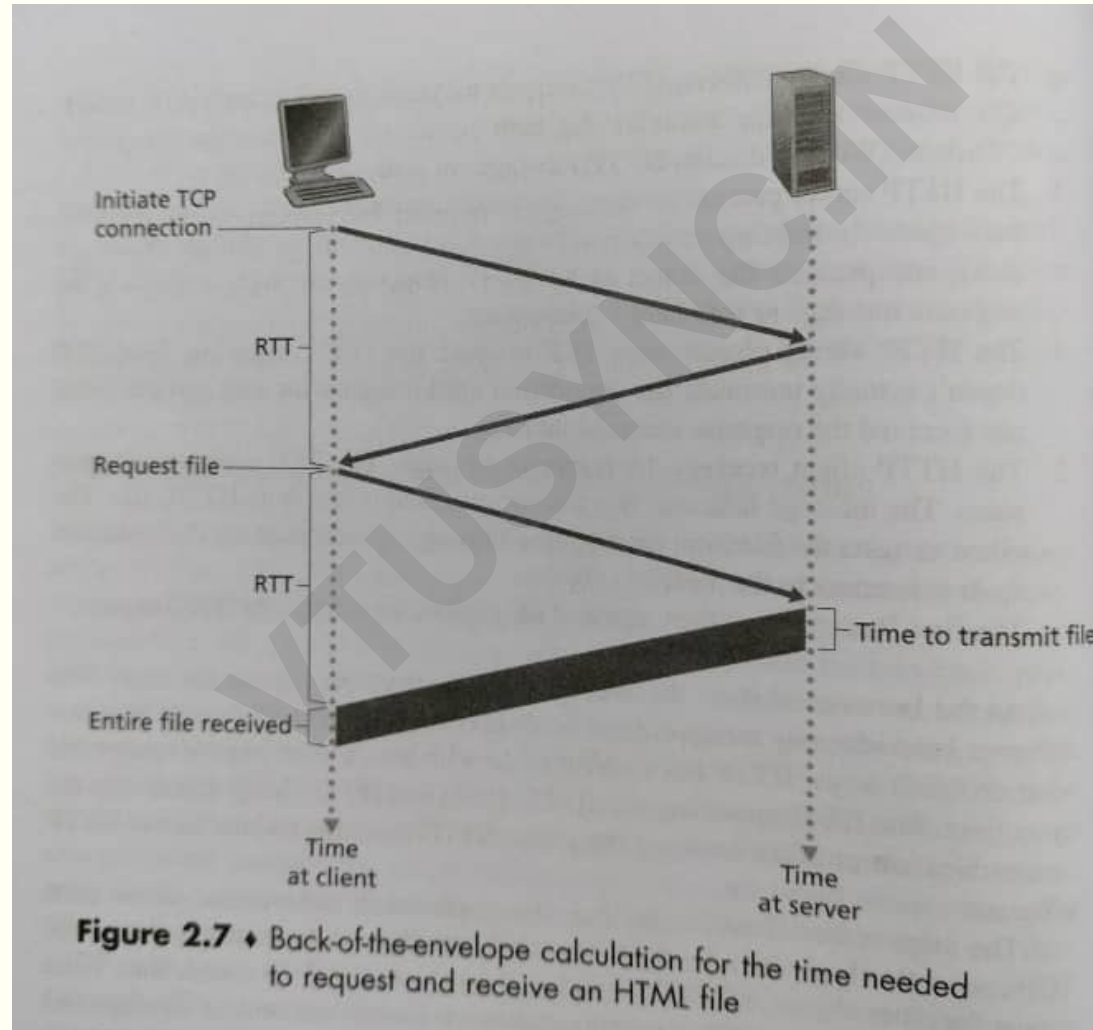 Initiate TCP
connection
RTT
Request file
RTT
Time to transmit file
Entire file received
Time
at client
Time
at server
Figure 2.7 ♦ Back-of-the-envelope calculation for the time needed
to request and receive an HTML file
VTUSYNC.IN